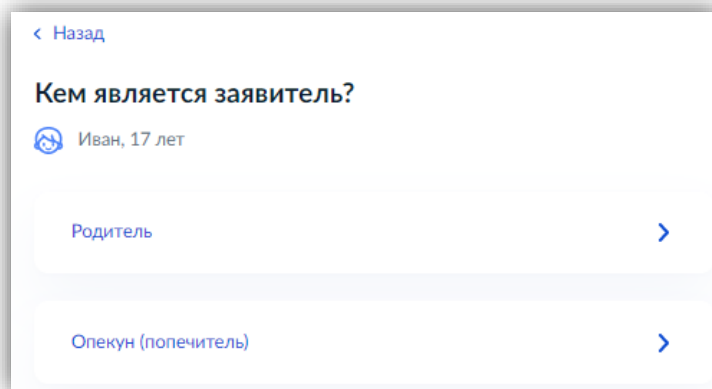 Назад
Кем является заявитель?
Иван, 17 лет
Родитель
Опекун (попечитель)